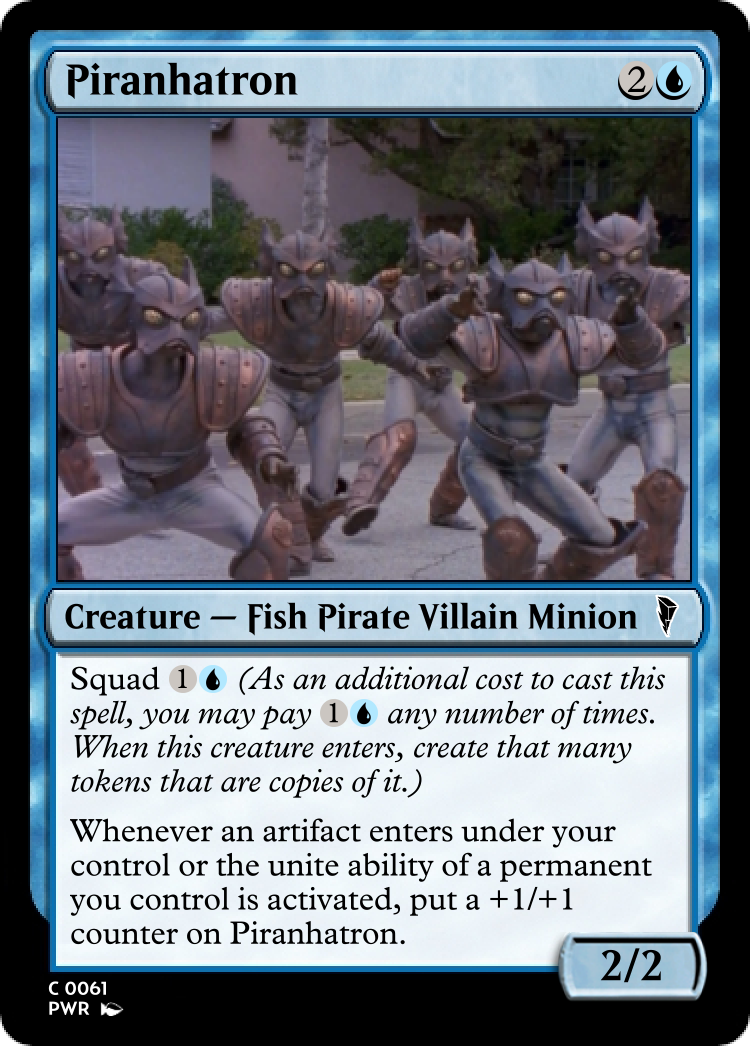 Piranhatron 2
Creature — Fish Pirate Villain Minion
Squad 1 (As an additional cost to cast this
spell, you may pay 1 any number of times.
When this creature enters, create that many
tokens that are copies of it.)
Whenever an artifact enters under your
control or the unite ability of a permanent
you control is activated, put a +1/+1
counter on Piranhatron.
2/2
C 0061
PWR